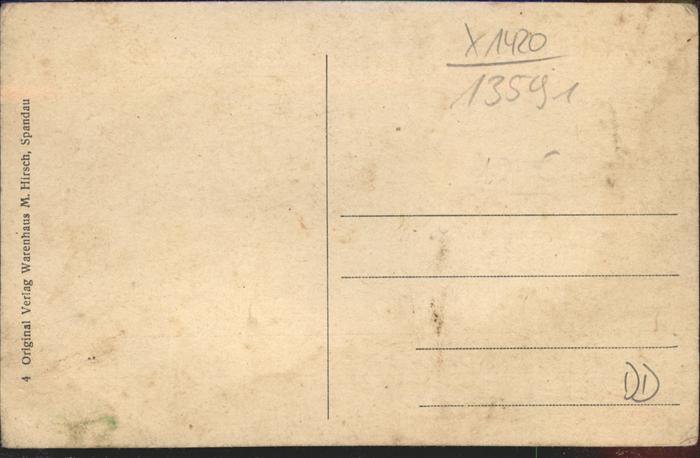 4 Original Verlag Warenhaus M. Hirsch, Spandau
X1420
13591
DD